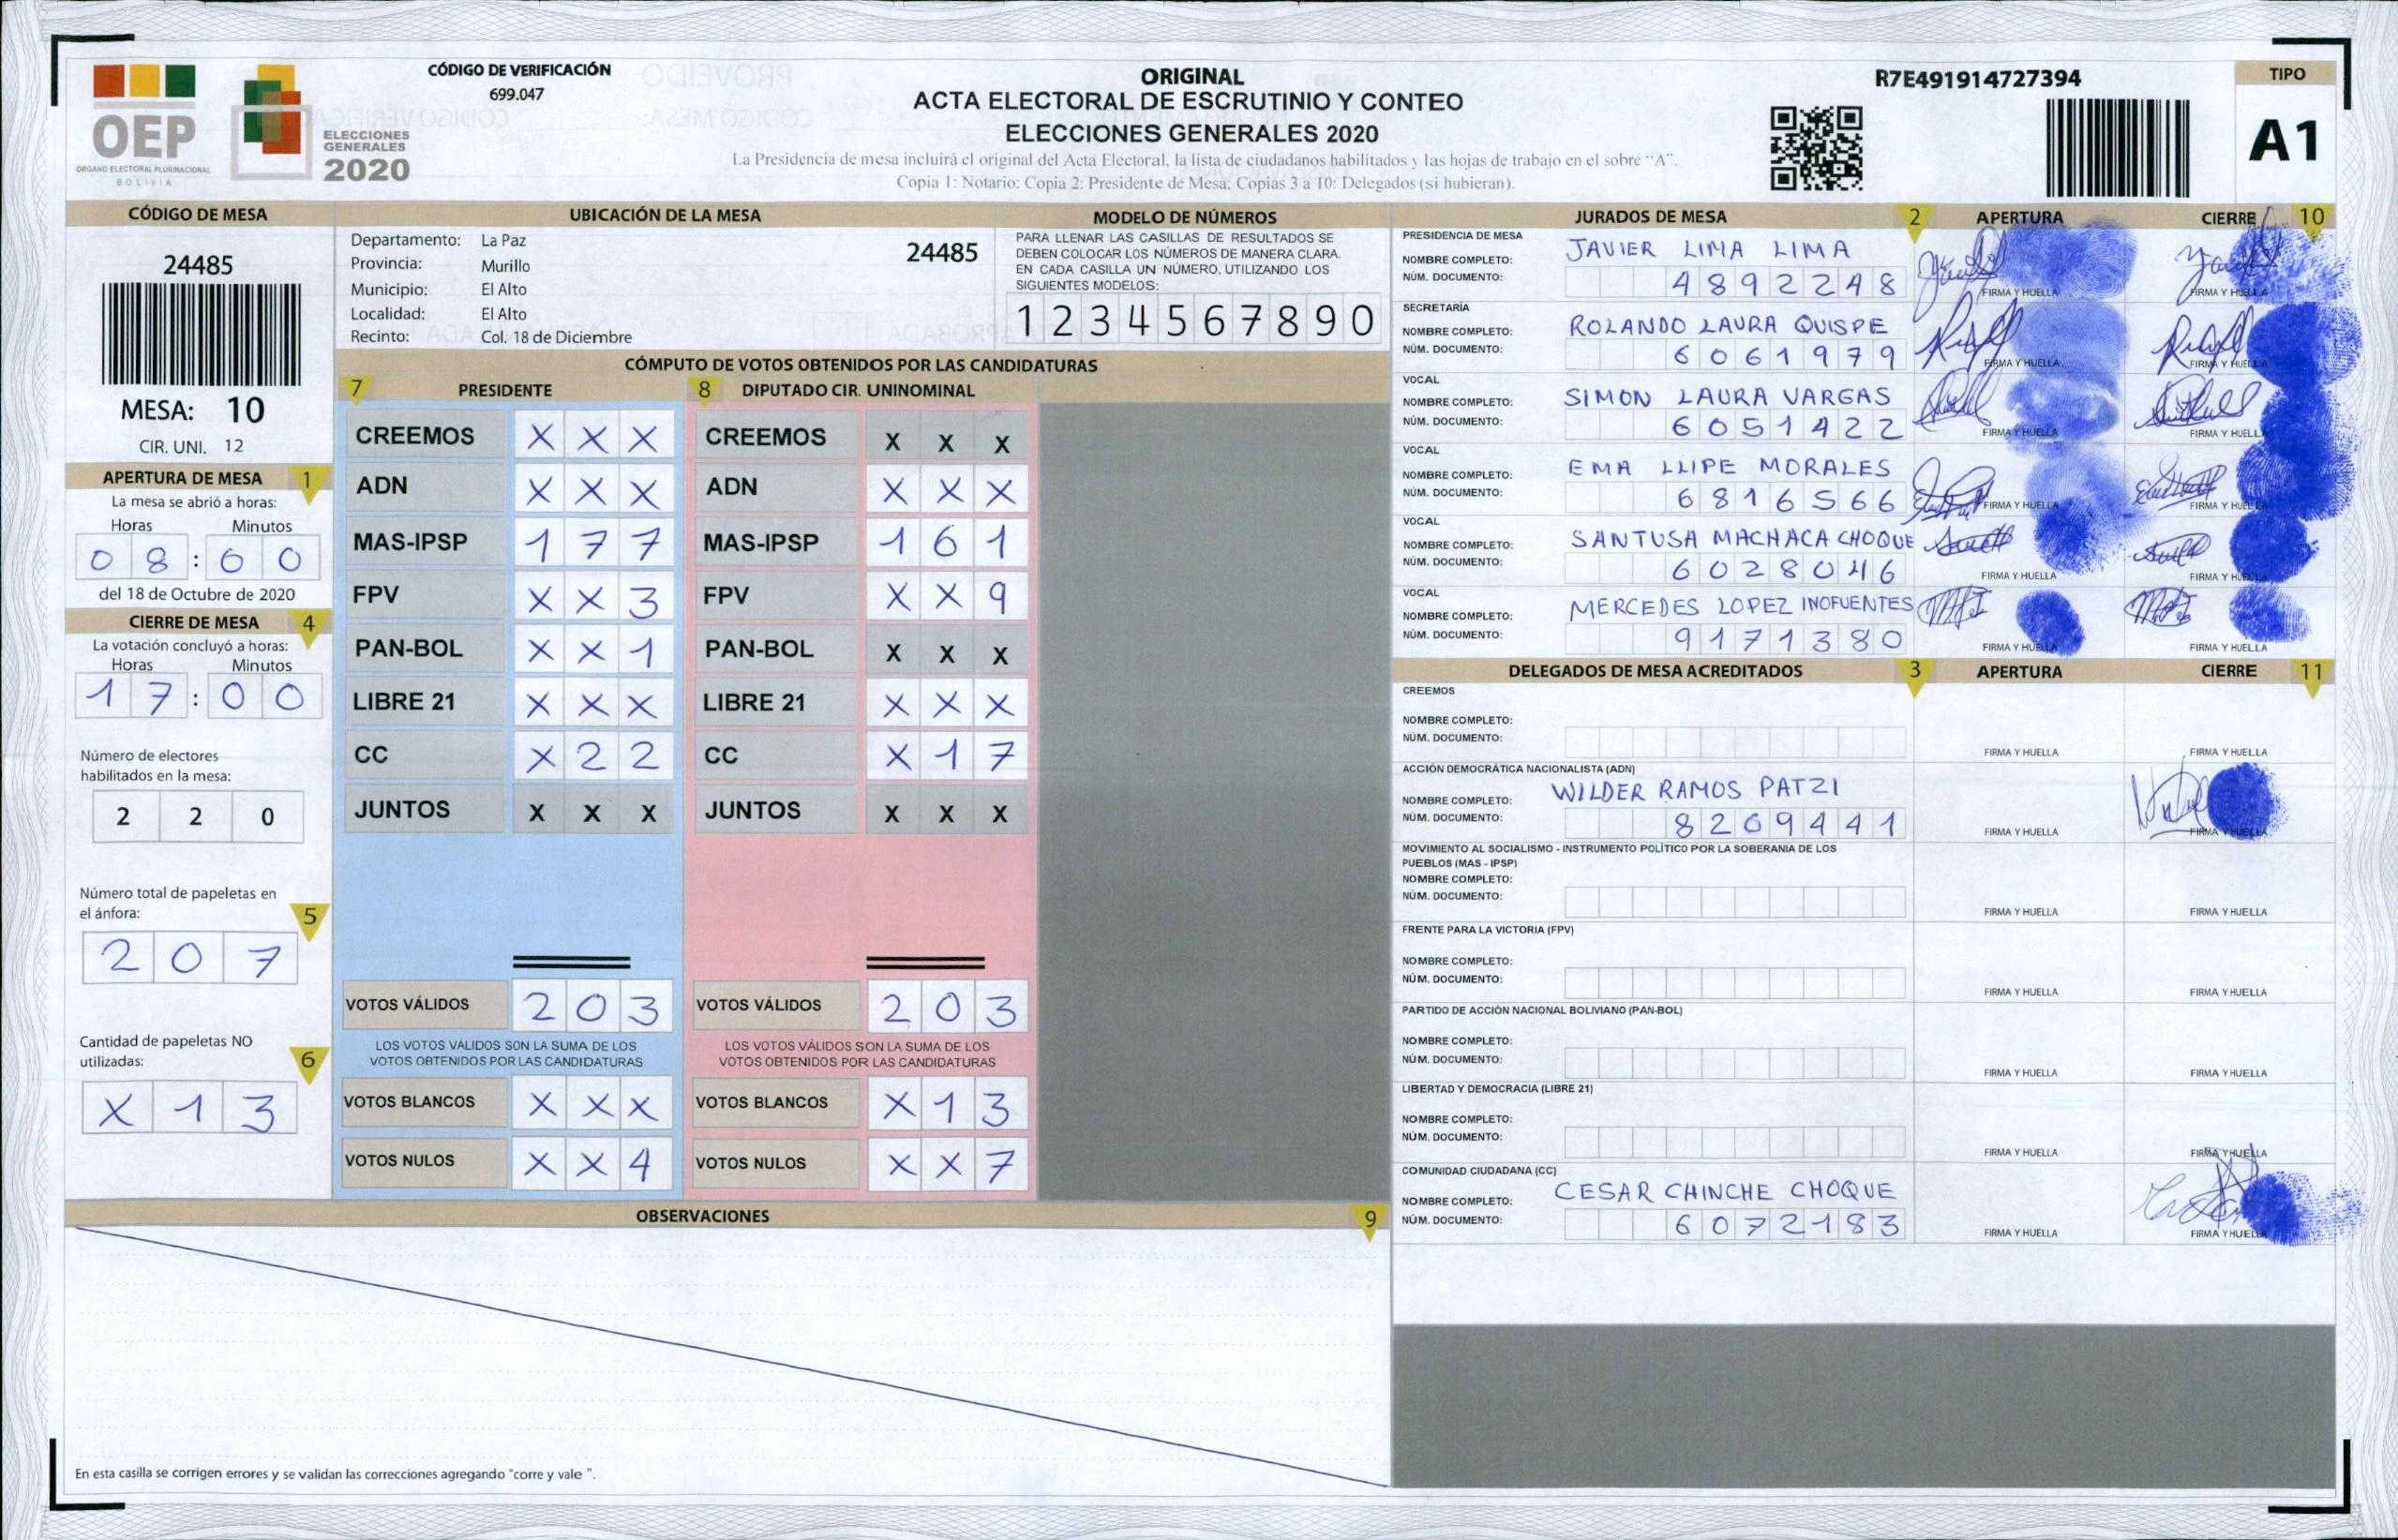 CÓDIGO DE VERIFICACIÓN
699.047
OEP
ORGANO ELECTORAL PLURINACIONAL
BOLIVIA
ELECCIONES
GENERALES
2020
ORIGINAL
ACTA ELECTORAL DE ESCRUTINIO Y CONTEO
ELECCIONES GENERALES 2020
La Presidencia de mesa incluirá el original del Acta Electoral, la lista de ciudadanos habilitados y las hojas de trabajo en el sobre "A".
Copia 1: Notario: Copia 2: Presidente de Mesa; Copias 3 a 10: Delegados (si hubieran).
R7E491914727394
TIPO
A1
CÓDIGO DE MESA
24485
MESA: 10
CIR. UNI. 12
APERTURA DE MESA 1
La mesa se abrió a horas:
Horas Minutos
08:00
del 18 de Octubre de 2020
CIERRE DE MESA 4
La votación concluyó a horas:
Horas Minutos
17:00
Número de electores
habilitados en la mesa:
2 2 0
Número total de papeletas en
el ánfora: 5
2 0 7
Cantidad de papeletas NO
utilizadas: 6
X 1 3
UBICACIÓN DE LA MESA
Departamento: La Paz 24485
Provincia: Murillo
Municipio: El Alto
Localidad: El Alto
Recinto: Col. 18 de Diciembre
MODELO DE NÚMEROS
PARA LLENAR LAS CASILLAS DE RESULTADOS SE
DEBEN COLOCAR LOS NÚMEROS DE MANERA CLARA.
EN CADA CASILLA UN NÚMERO, UTILIZANDO LOS
SIGUIENTES MODELOS:
1 2 3 4 5 6 7 8 9 0
CÓMPUTO DE VOTOS OBTENIDOS POR LAS CANDIDATURAS
7 PRESIDENTE 8 DIPUTADO CIR. UNINOMINAL
CREEMOS X X X CREEMOS X X X
ADN X X X ADN X X X
MAS-IPSP 1 7 7 MAS-IPSP 1 6 1
FPV X X 3 FPV X X 9
PAN-BOL X X 1 PAN-BOL X X X
LIBRE 21 X X X LIBRE 21 X X X
CC X 2 2 CC X 1 7
JUNTOS X X X JUNTOS X X X
VOTOS VÁLIDOS 2 0 3 VOTOS VÁLIDOS 2 0 3
LOS VOTOS VÁLIDOS SON LA SUMA DE LOS LOS VOTOS VÁLIDOS SON LA SUMA DE LOS
VOTOS OBTENIDOS POR LAS CANDIDATURAS VOTOS OBTENIDOS POR LAS CANDIDATURAS
VOTOS BLANCOS X X X VOTOS BLANCOS X 1 3
VOTOS NULOS X X 4 VOTOS NULOS X X 7
OBSERVACIONES 9
En esta casilla se corrigen errores y se validan las correcciones agregando "corre y vale ".
JURADOS DE MESA 2 APERTURA CIERRE 10
PRESIDENCIA DE MESA
NOMBRE COMPLETO: JAVIER LIMA LIMA
NÚM. DOCUMENTO: 4892248 FIRMA Y HUELLA FIRMA Y HUELLA
SECRETARÍA
NOMBRE COMPLETO: ROLANDO LAURA QUISPE
NÚM. DOCUMENTO: 6061979 FIRMA Y HUELLA FIRMA Y HUELLA
VOCAL
NOMBRE COMPLETO: SIMON LAURA VARGAS
NÚM. DOCUMENTO: 6051422 FIRMA Y HUELLA FIRMA Y HUELLA
VOCAL
NOMBRE COMPLETO: EMA LLIPE MORALES
NÚM. DOCUMENTO: 6816566 FIRMA Y HUELLA FIRMA Y HUELLA
VOCAL
NOMBRE COMPLETO: SANTUSA MACHACA CHOQUE
NÚM. DOCUMENTO: 6028046 FIRMA Y HUELLA FIRMA Y HUELLA
VOCAL
NOMBRE COMPLETO: MERCEDES LOPEZ INOFUENTES
NÚM. DOCUMENTO: 9171380 FIRMA Y HUELLA FIRMA Y HUELLA
DELEGADOS DE MESA ACREDITADOS 3 APERTURA CIERRE 11
CREEMOS
NOMBRE COMPLETO:
NÚM. DOCUMENTO: FIRMA Y HUELLA FIRMA Y HUELLA
ACCIÓN DEMOCRÁTICA NACIONALISTA (ADN)
NOMBRE COMPLETO: WILDER RAMOS PATZI
NÚM. DOCUMENTO: 8209441 FIRMA Y HUELLA FIRMA Y HUELLA
MOVIMIENTO AL SOCIALISMO - INSTRUMENTO POLÍTICO POR LA SOBERANIA DE LOS
PUEBLOS (MAS - IPSP)
NOMBRE COMPLETO:
NÚM. DOCUMENTO: FIRMA Y HUELLA FIRMA Y HUELLA
FRENTE PARA LA VICTORIA (FPV)
NOMBRE COMPLETO:
NÚM. DOCUMENTO: FIRMA Y HUELLA FIRMA Y HUELLA
PARTIDO DE ACCIÓN NACIONAL BOLIVIANO (PAN-BOL)
NOMBRE COMPLETO:
NÚM. DOCUMENTO: FIRMA Y HUELLA FIRMA Y HUELLA
LIBERTAD Y DEMOCRACIA (LIBRE 21)
NOMBRE COMPLETO:
NÚM. DOCUMENTO: FIRMA Y HUELLA FIRMA Y HUELLA
COMUNIDAD CIUDADANA (CC)
NOMBRE COMPLETO: CESAR CHINCHE CHOQUE
NÚM. DOCUMENTO: 6072183 FIRMA Y HUELLA FIRMA Y HUELLA